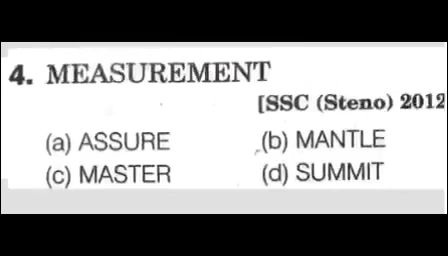 4. MEASUREMENT
[SSC (Steno) 2012
(a) ASSURE (b) MANTLE
(c) MASTER (d) SUMMIT